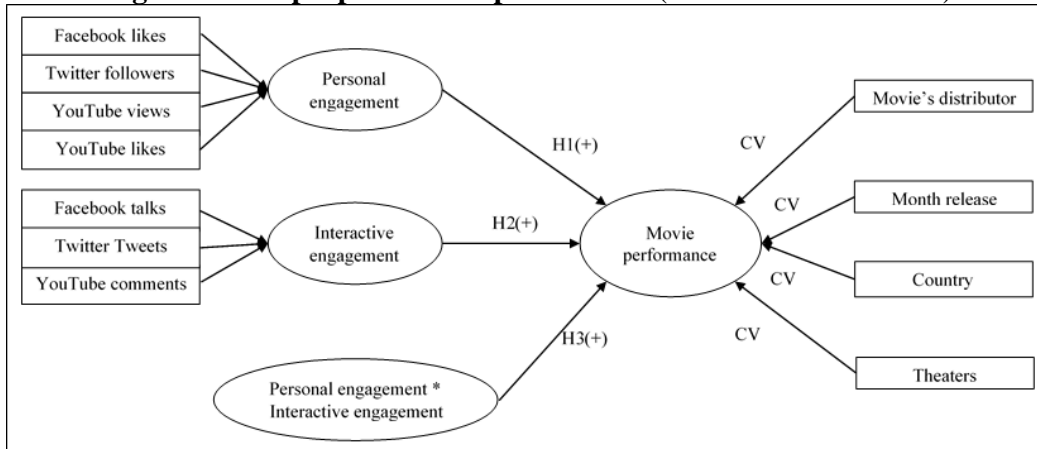 Facebook likes
Twitter followers
YouTube views
YouTube likes
Personal
engagement
H1(+)
Facebook talks
Twitter Tweets
YouTube comments
Interactive
engagement
H2(+)
Personal engagement *
Interactive engagement
H3(+)
Movie
performance
CV
Movie's distributor
CV
Month release
CV
Country
CV
Theaters